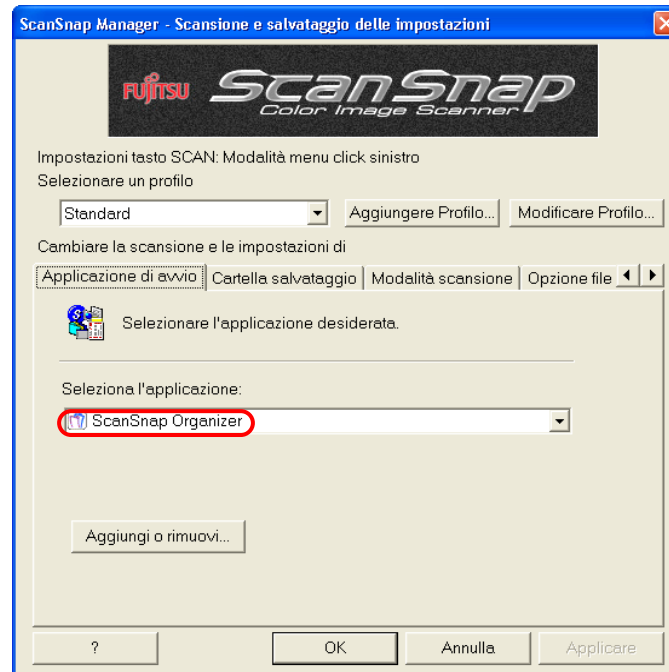 ScanSnap Manager - Scansione e salvataggio delle impostazioni
FUJITSU ScanSnap
Color Image Scanner
Impostazioni tasto SCAN: Modalità menu click sinistro
Selezionare un profilo
Standard Aggiungere Profilo... Modificare Profilo...
Cambiare la scansione e le impostazioni di
Applicazione di avvio Cartella salvataggio Modalità scansione Opzione file
Selezionare l'applicazione desiderata.
Seleziona l'applicazione:
ScanSnap Organizer
Aggiungi o rimuovi...
? OK Annulla Applicare